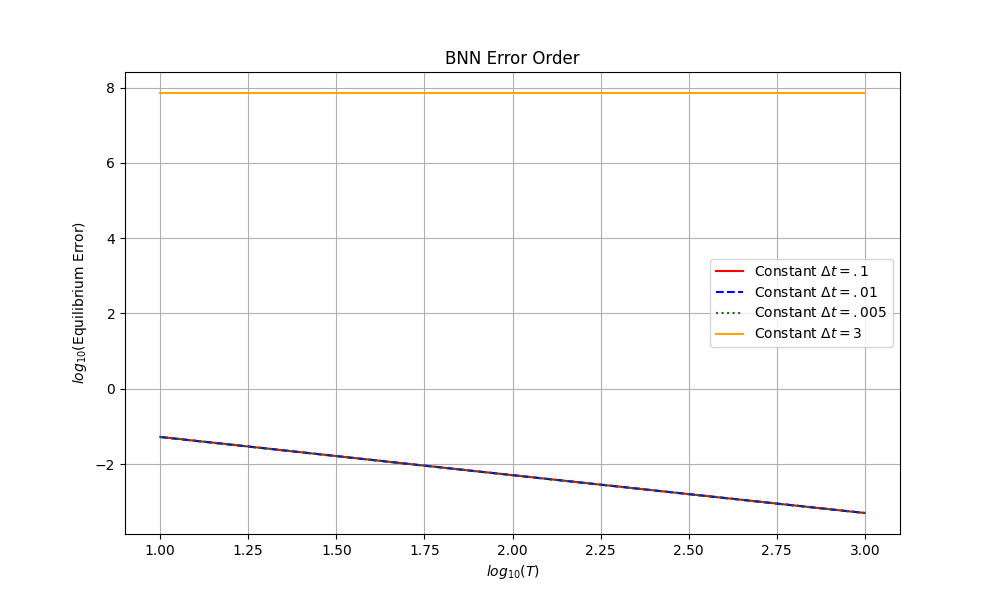 BNN Error Order
8
6
4
2
0
−2
log₁₀(Equilibrium Error)
Constant Δt = .1
Constant Δt = .01
Constant Δt = .005
Constant Δt = 3
1.00 1.25 1.50 1.75 2.00 2.25 2.50 2.75 3.00
log₁₀(T)